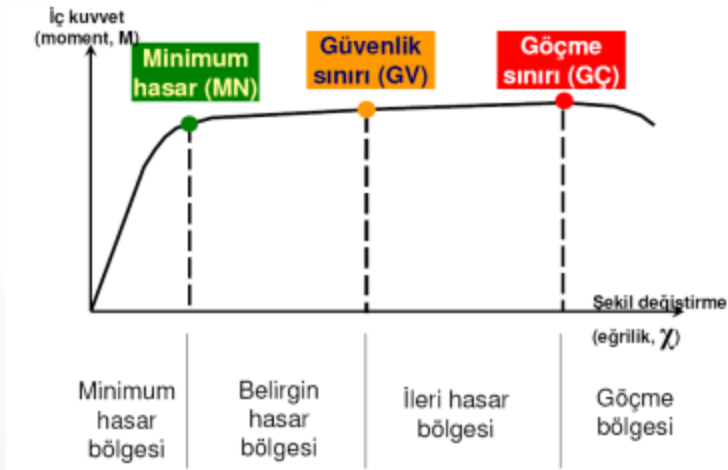 İç kuvvet
(moment, M)
Minimum
hasar (MN)
Güvenlik
sınırı (GV)
Göçme
sınırı (GÇ)
Şekil değiştirme
(eğrilik, χ)
Minimum
hasar
bölgesi
Belirgin
hasar
bölgesi
İleri hasar
bölgesi
Göçme
bölgesi